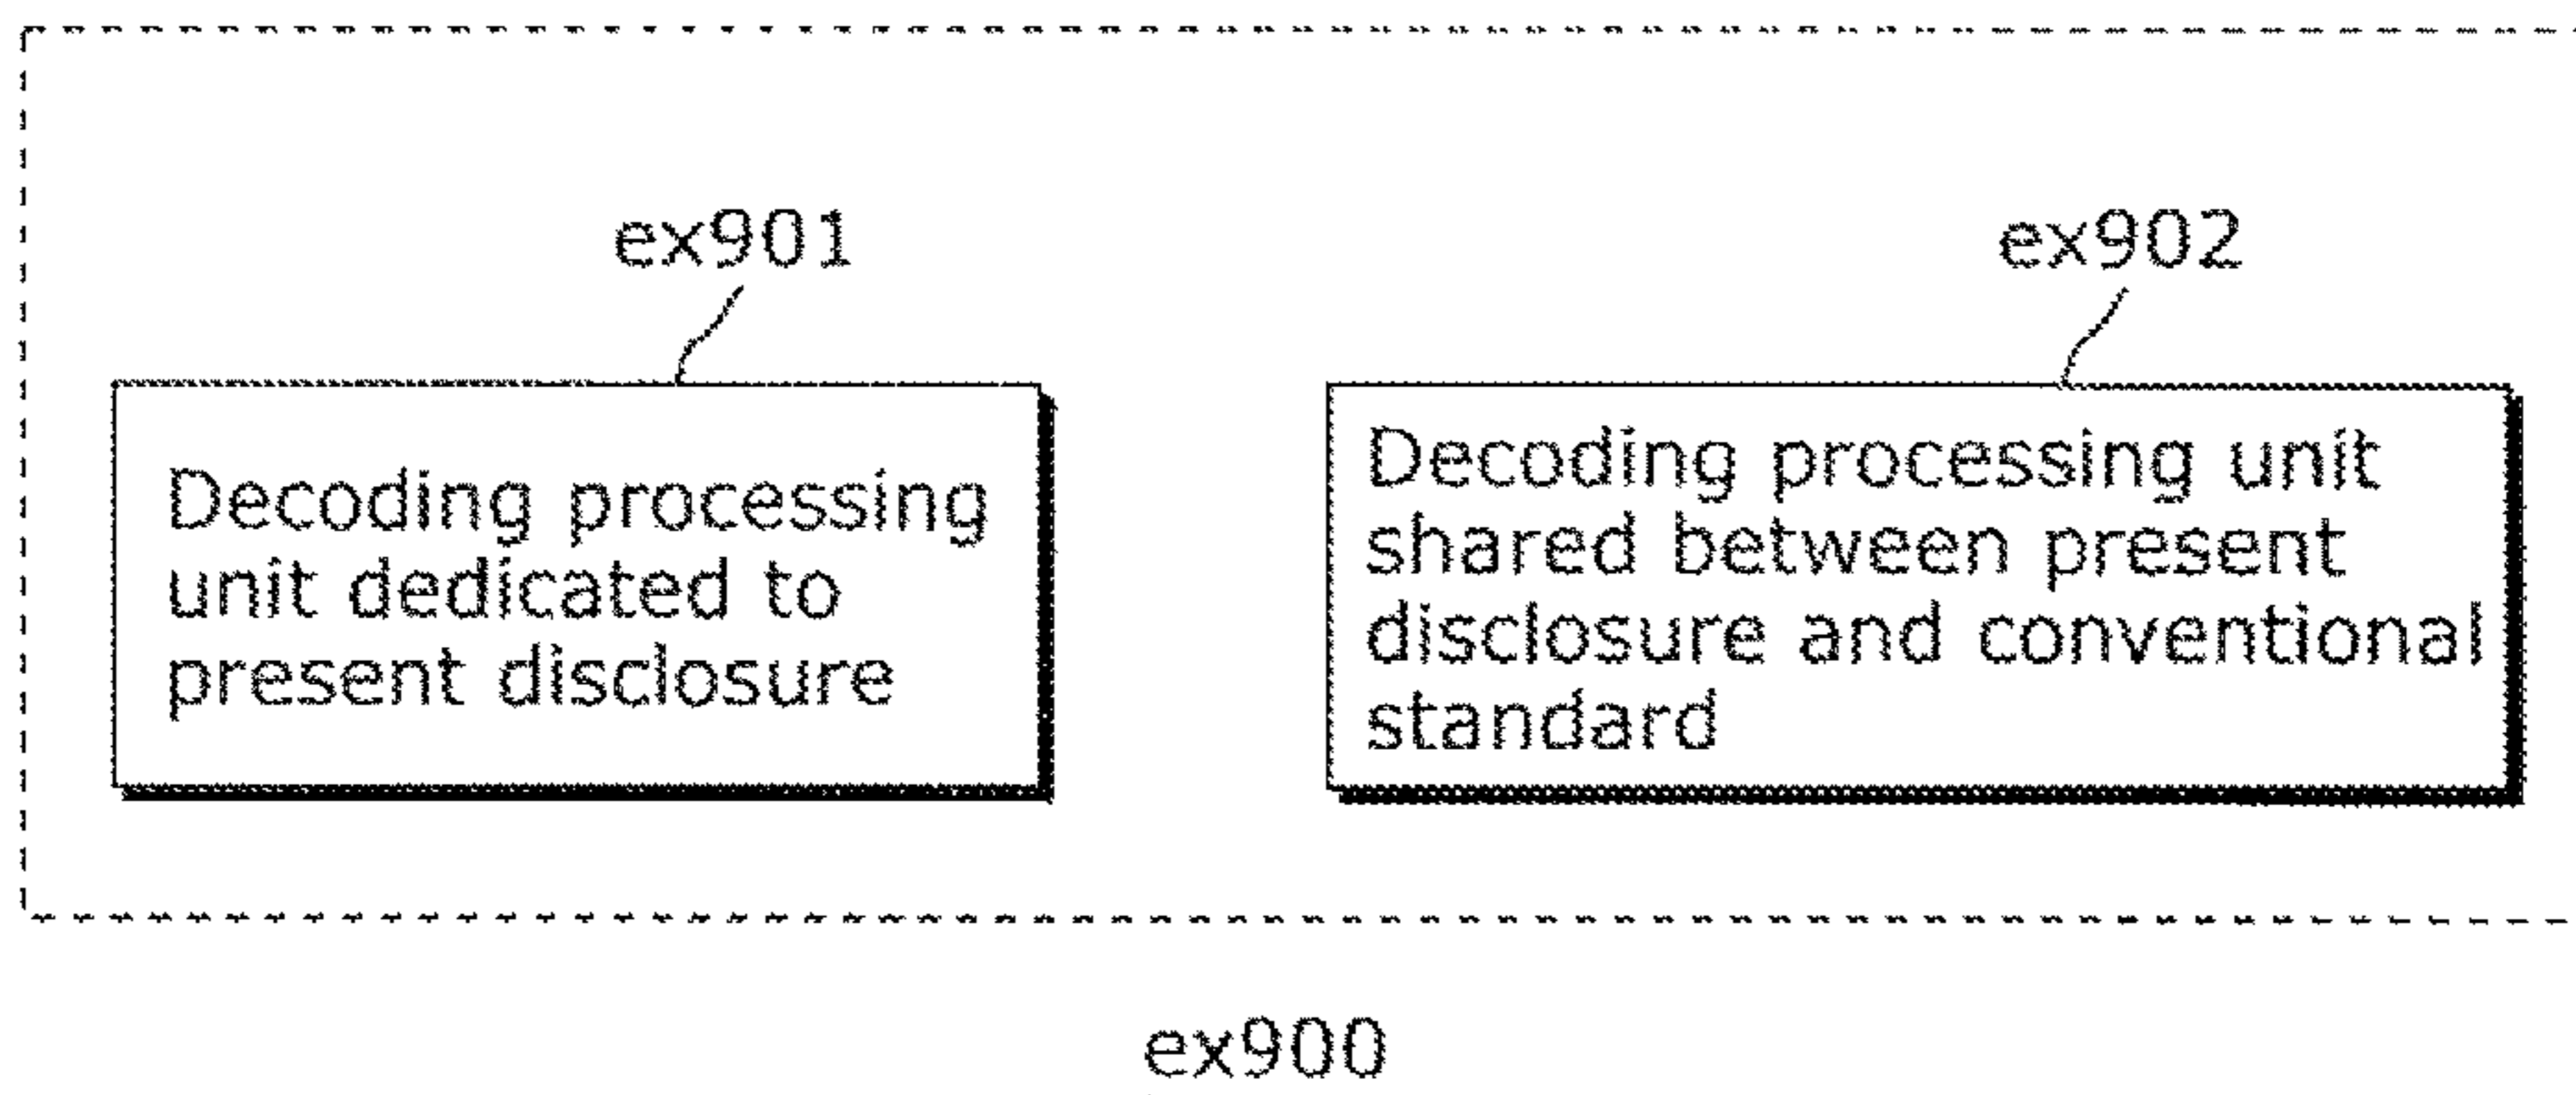 ex901
ex902
Decoding processing
unit dedicated to
present disclosure
Decoding processing unit
shared between present
disclosure and conventional
standard
ex900